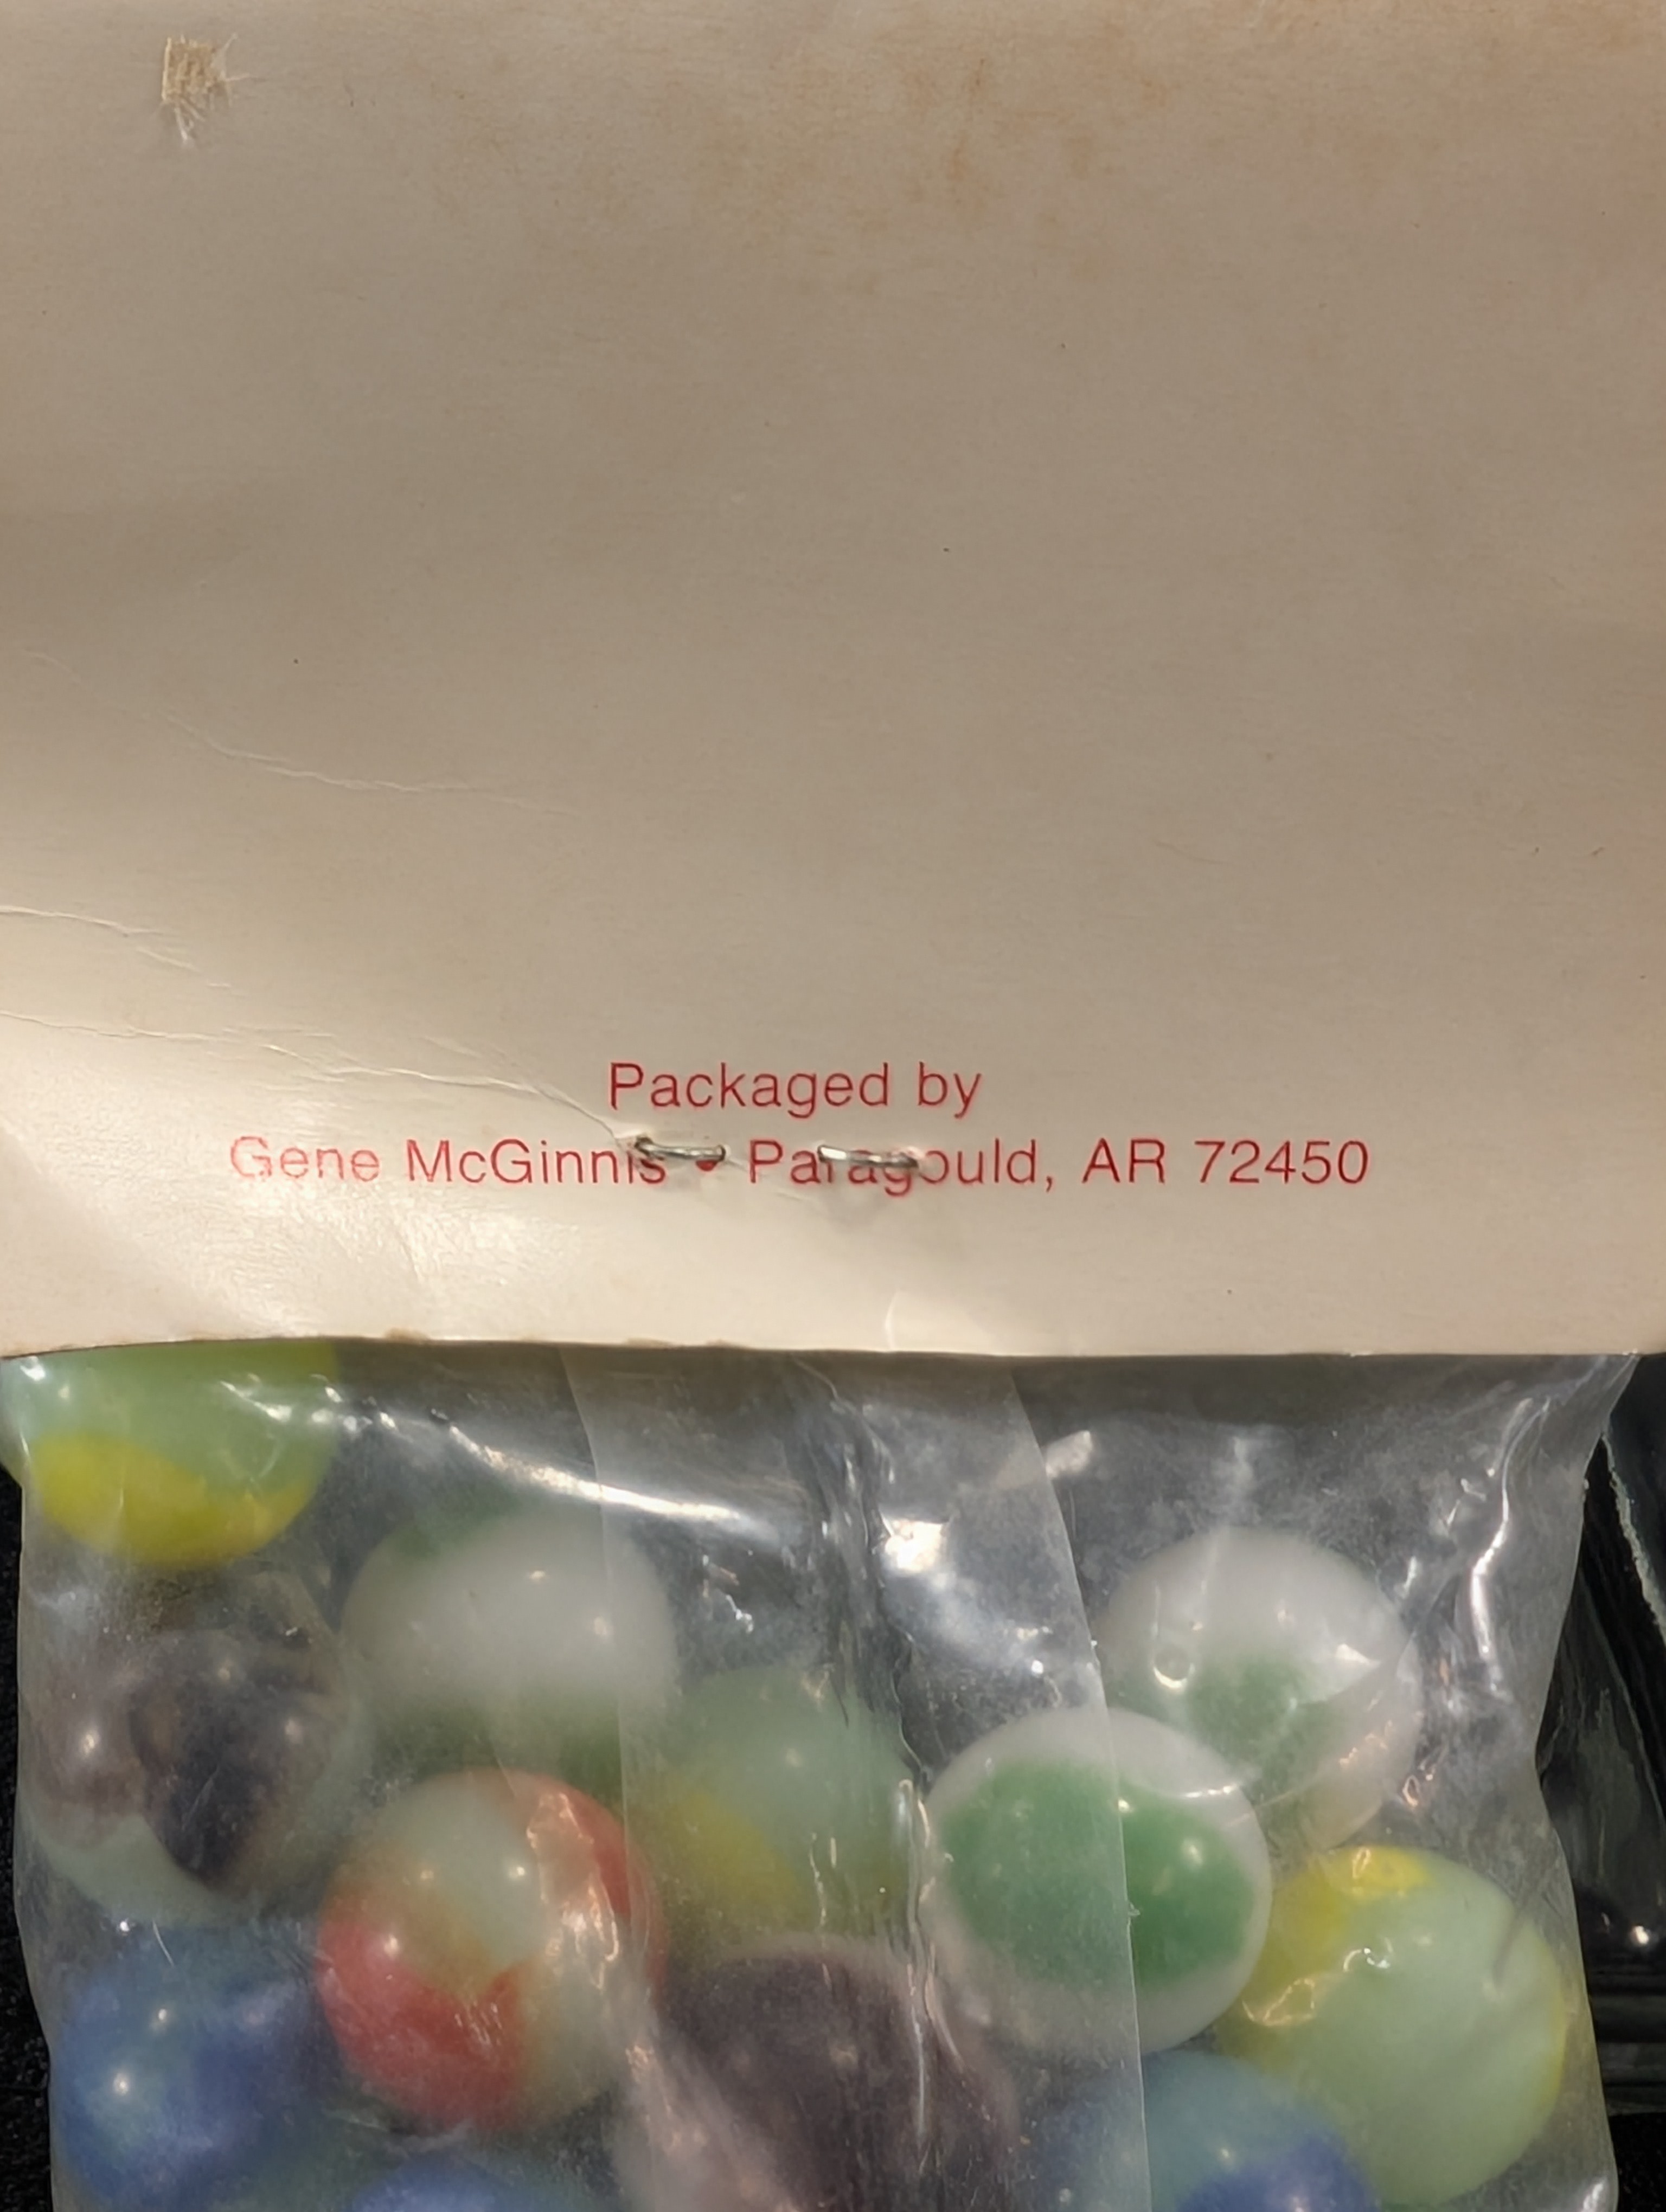 Packaged by
Gene McGinnis • Paragould, AR 72450